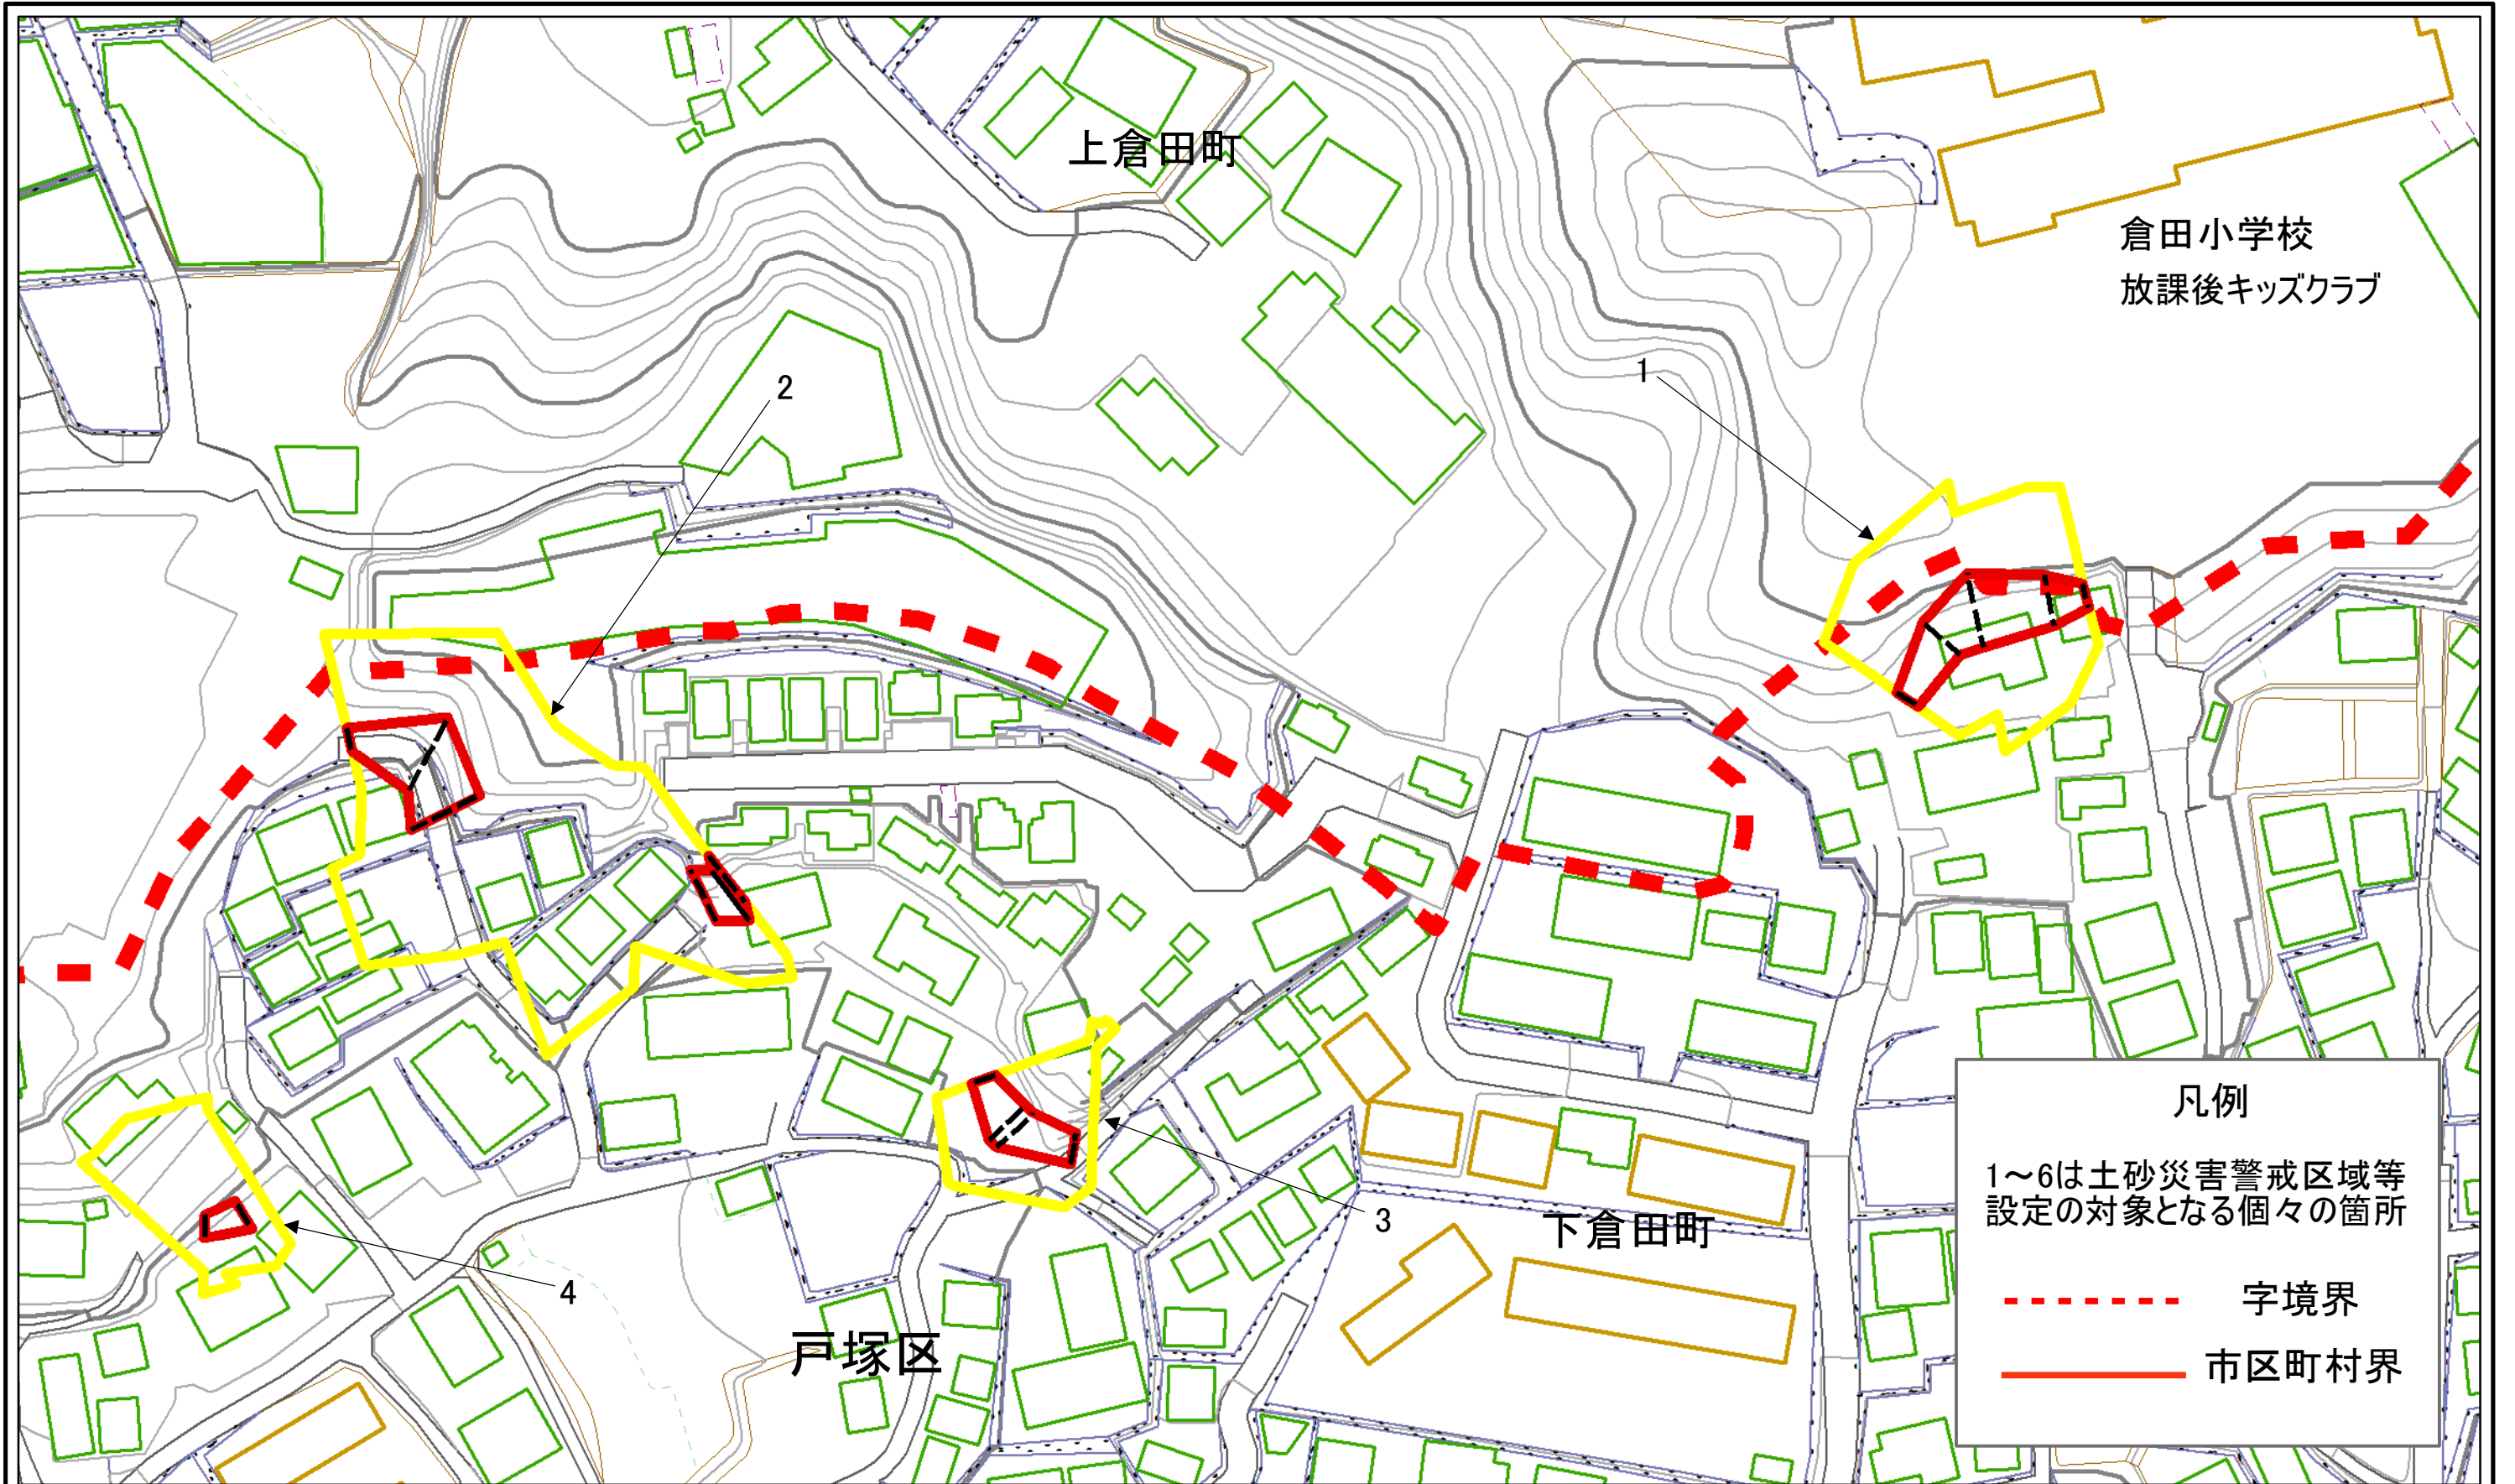 上倉田町
倉田小学校
放課後キッズクラブ
1
2
3
下倉田町
4
戸塚区
凡例
1～6は土砂災害警戒区域等
設定の対象となる個々の箇所
字境界
市区町村界